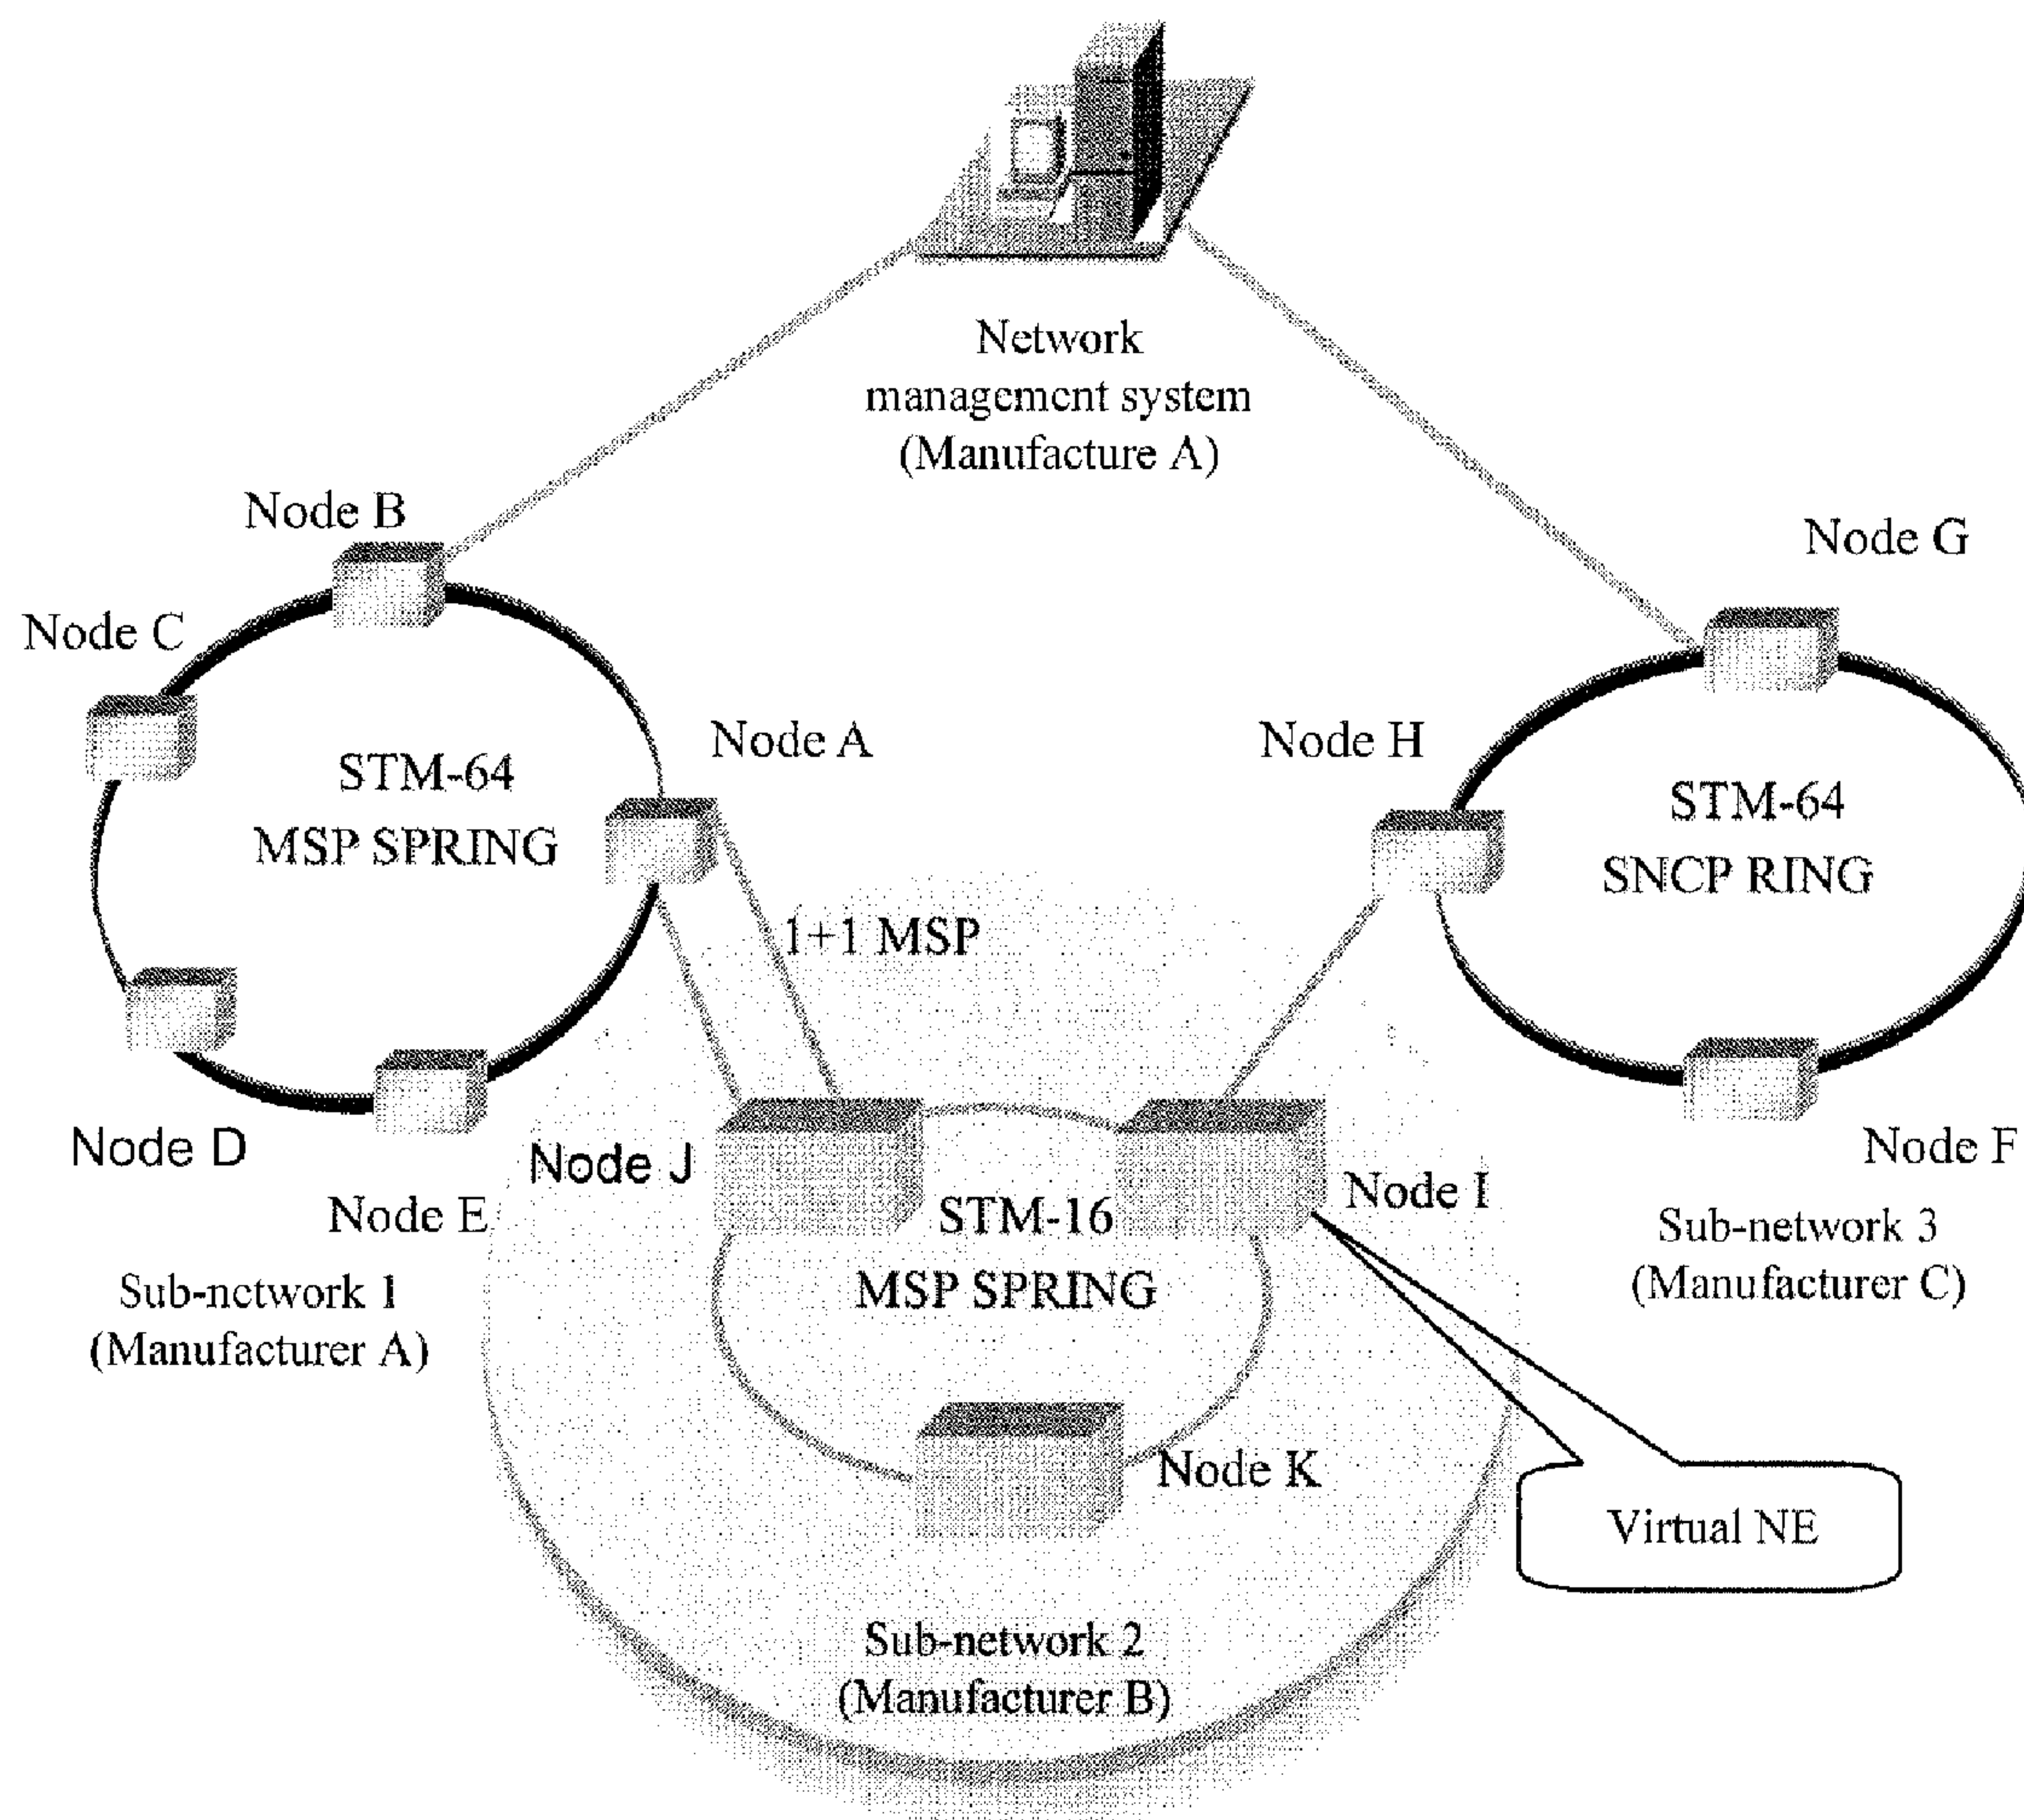 Network
management system
(Manufacture A)
Node B
Node G
Node C
Node A
Node H
STM-64
MSP SPRING
STM-64
SNCP RING
1+1 MSP
Node D
Node J
Node F
Node E
Node I
STM-16
MSP SPRING
Sub-network 1
(Manufacturer A)
Sub-network 3
(Manufacturer C)
Node K
Virtual NE
Sub-network 2
(Manufacturer B)